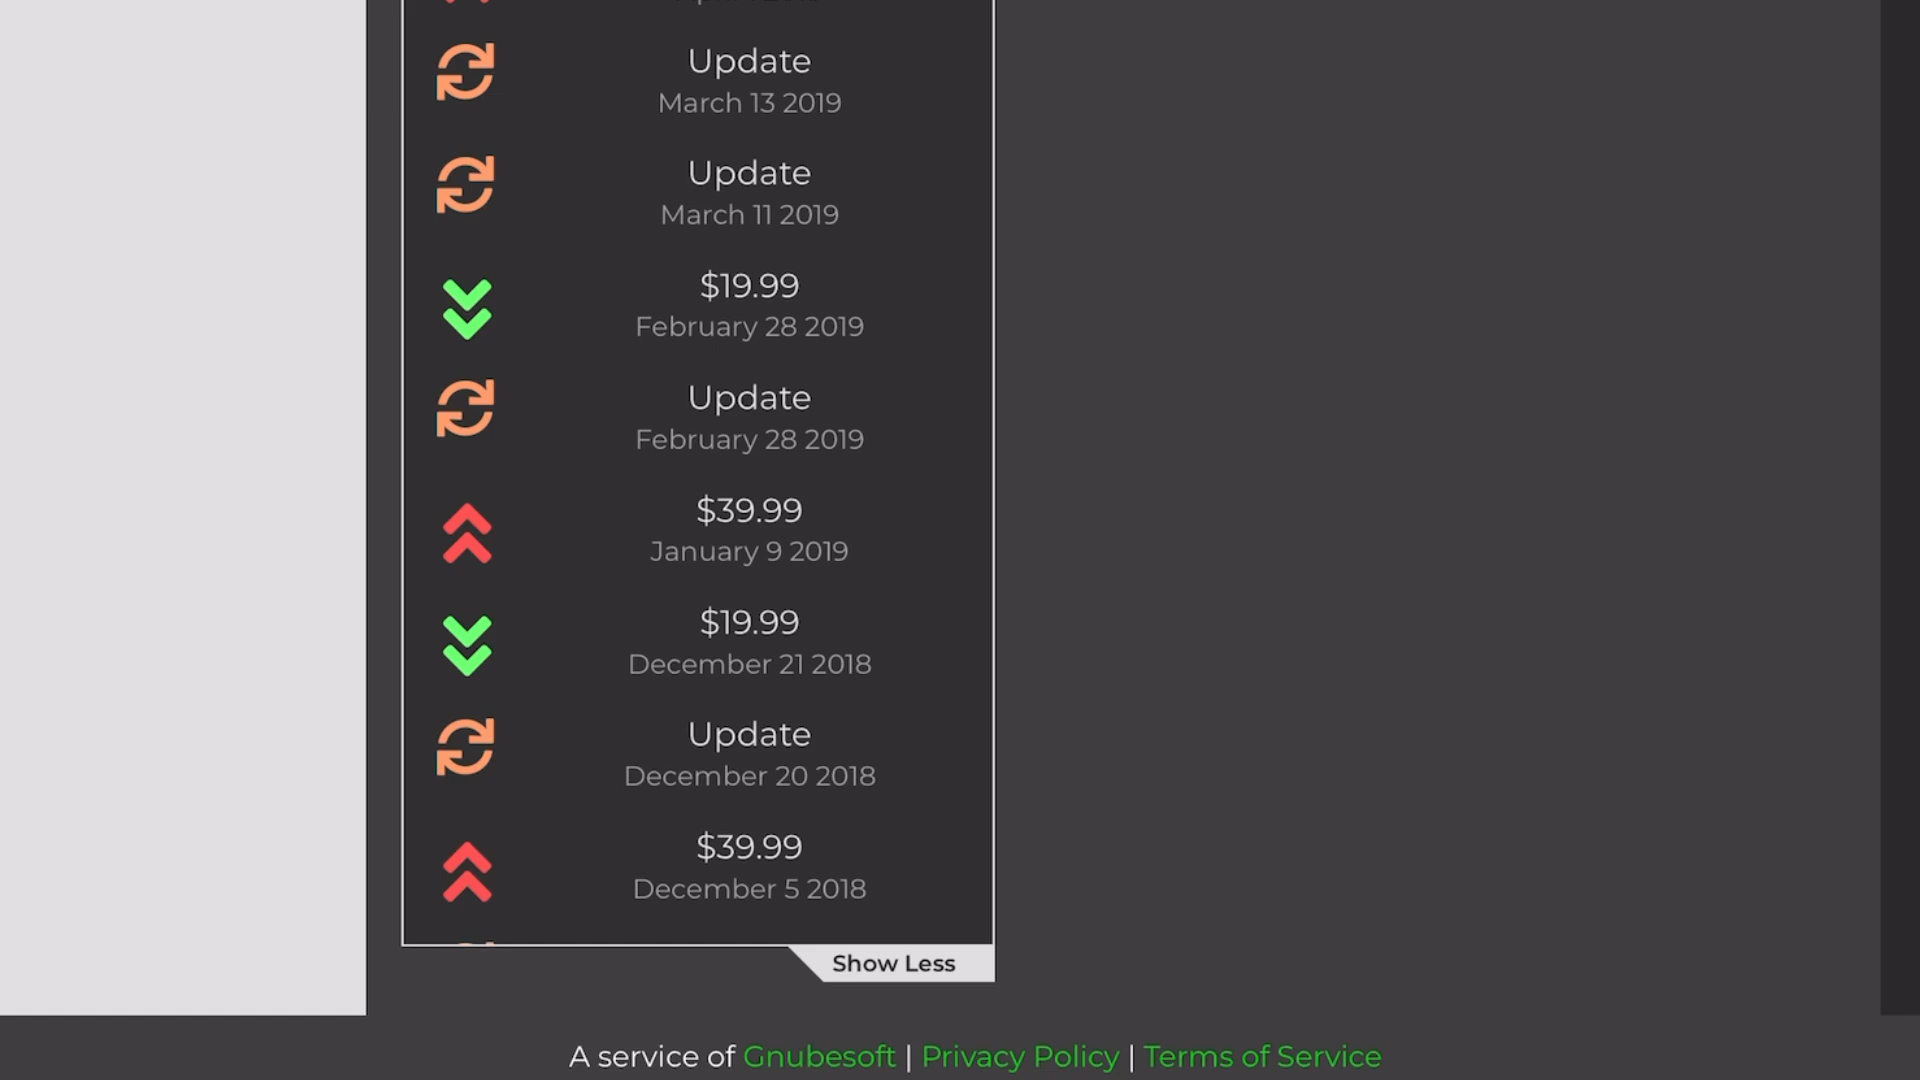 Update
March 13 2019
Update
March 11 2019
$19.99
February 28 2019
Update
February 28 2019
$39.99
January 9 2019
$19.99
December 21 2018
Update
December 20 2018
$39.99
December 5 2018
Show Less
A service of Gnubesoft | Privacy Policy | Terms of Service